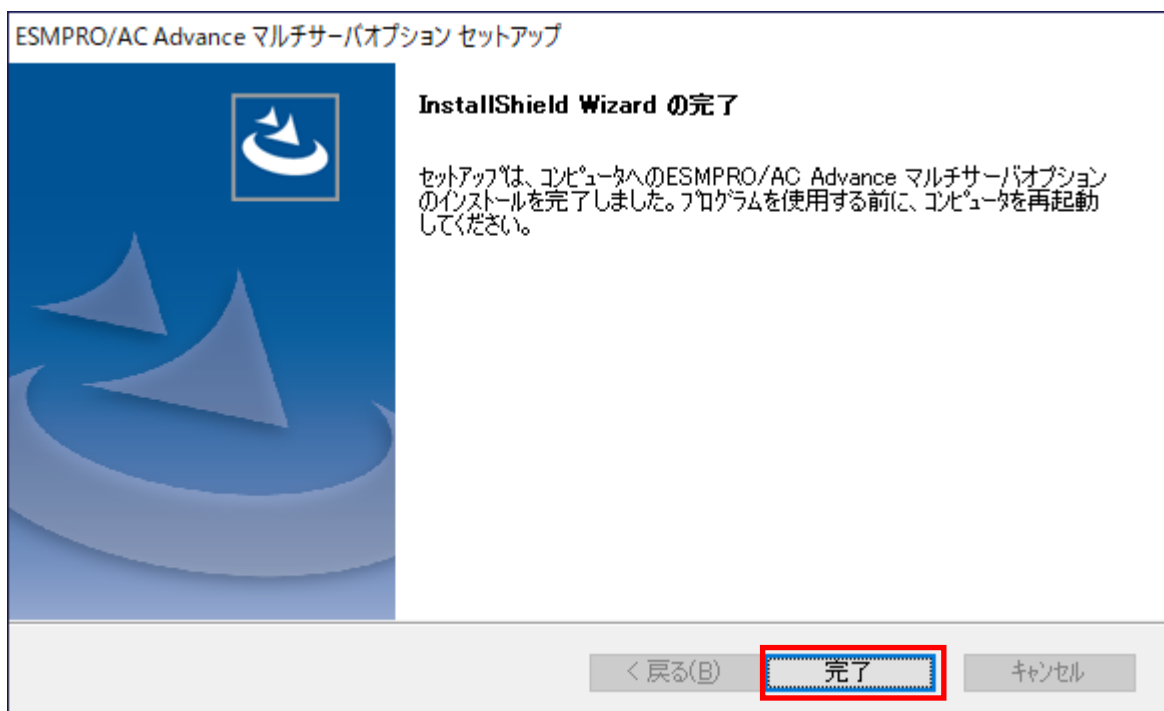 ESMPRO/AC Advance マルチサーバオプション セットアップ
InstallShield Wizard の完了
セットアップは、コンピュータへのESMPRO/AC Advance マルチサーバオプション
のインストールを完了しました。プログラムを使用する前に、コンピュータを再起動
してください。
< 戻る(B)
完了
キャンセル